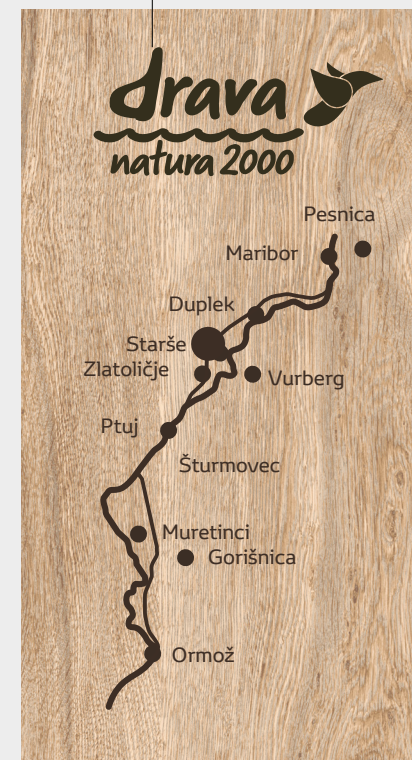 drava
natura 2000
Pesnica
Maribor
Duplek
Starše
Zlatoličje
Vurberg
Ptuj
Šturmovec
Muretinci
Gorišnica
Ormož